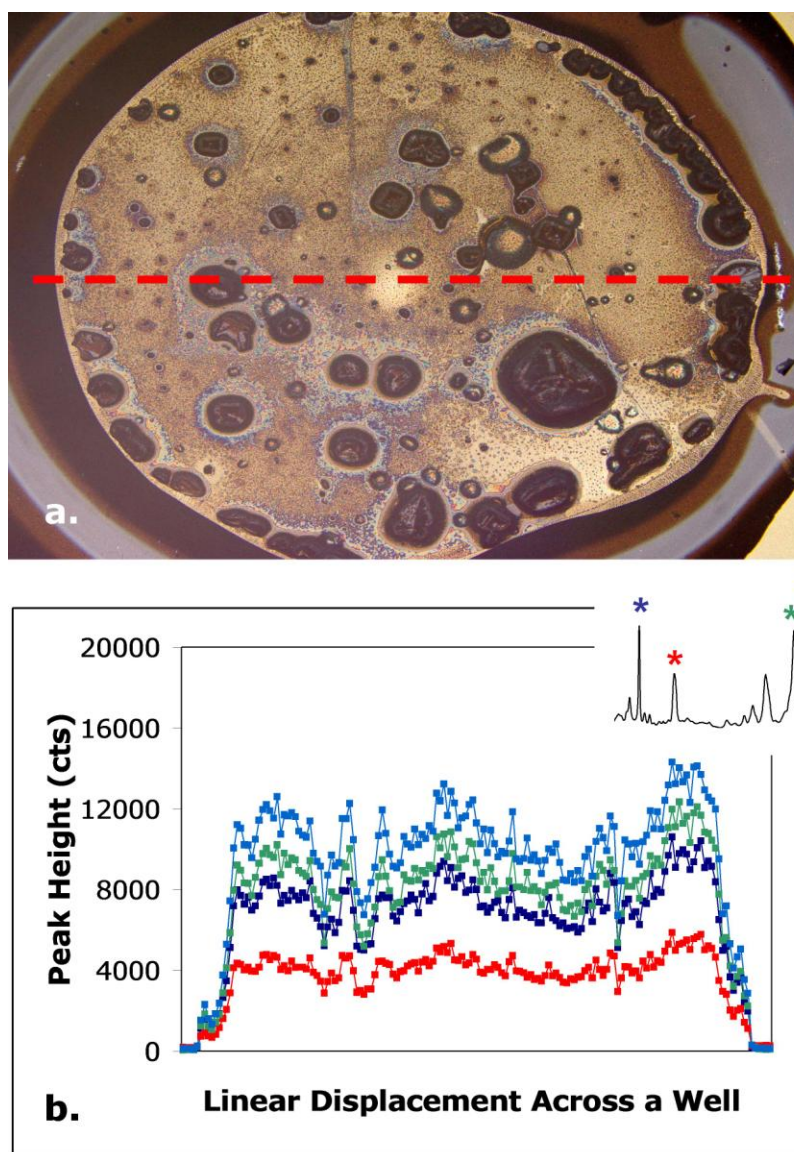 a.
* * *
20000
16000
12000
8000
4000
0
Peak Height (cts)
Linear Displacement Across a Well
b.